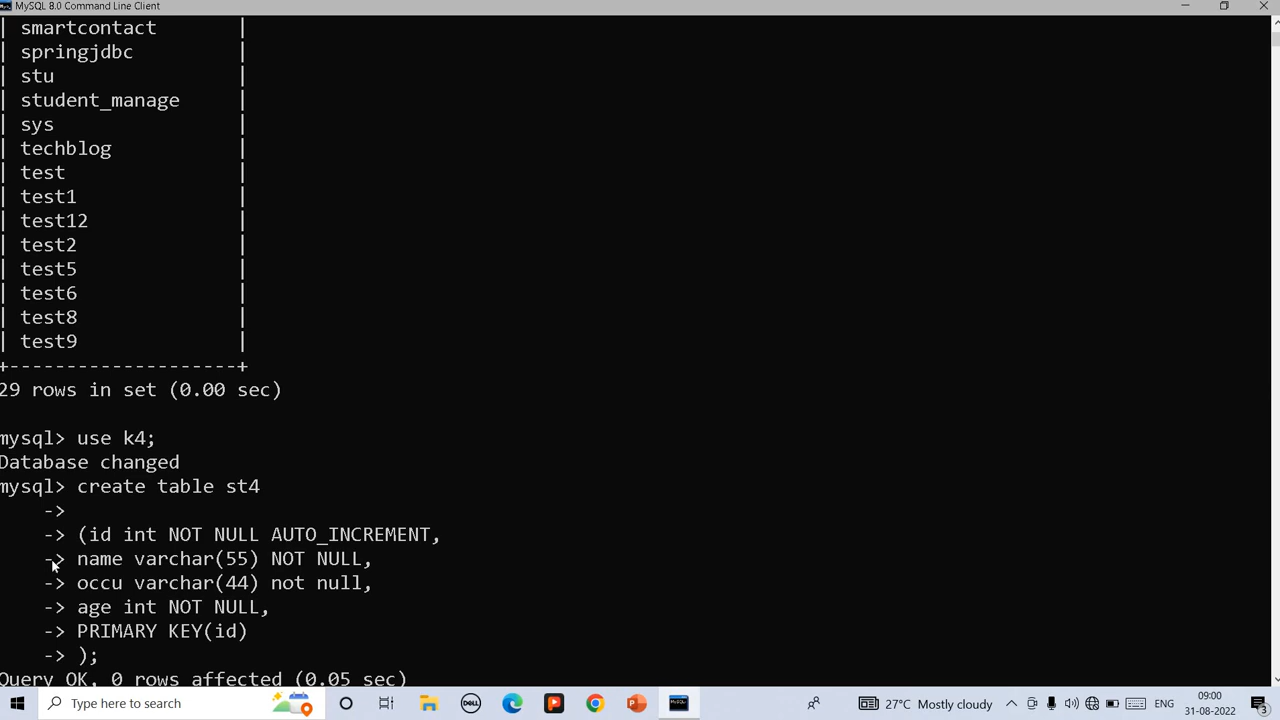 MySQL 8.0 Command Line Client
| smartcontact |
| springjdbc |
| stu |
| student_manage |
| sys |
| techblog |
| test |
| test1 |
| test12 |
| test2 |
| test5 |
| test6 |
| test8 |
| test9 |
+--------------------+
29 rows in set (0.00 sec)
mysql> use k4;
Database changed
mysql> create table st4
->
-> (id int NOT NULL AUTO_INCREMENT,
-> name varchar(55) NOT NULL,
-> occu varchar(44) not null,
-> age int NOT NULL,
-> PRIMARY KEY(id)
-> );
Query OK, 0 rows affected (0.05 sec)
Type here to search
DELL
27°C Mostly cloudy
ENG
09:00
31-08-2022
3